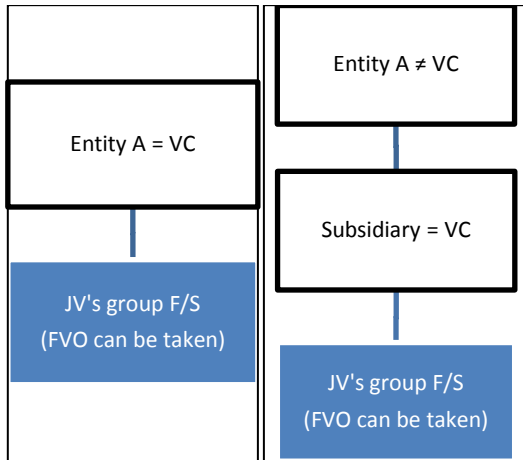 Entity A = VC
JV's group F/S
(FVO can be taken)
Entity A ≠ VC
Subsidiary = VC
JV's group F/S
(FVO can be taken)